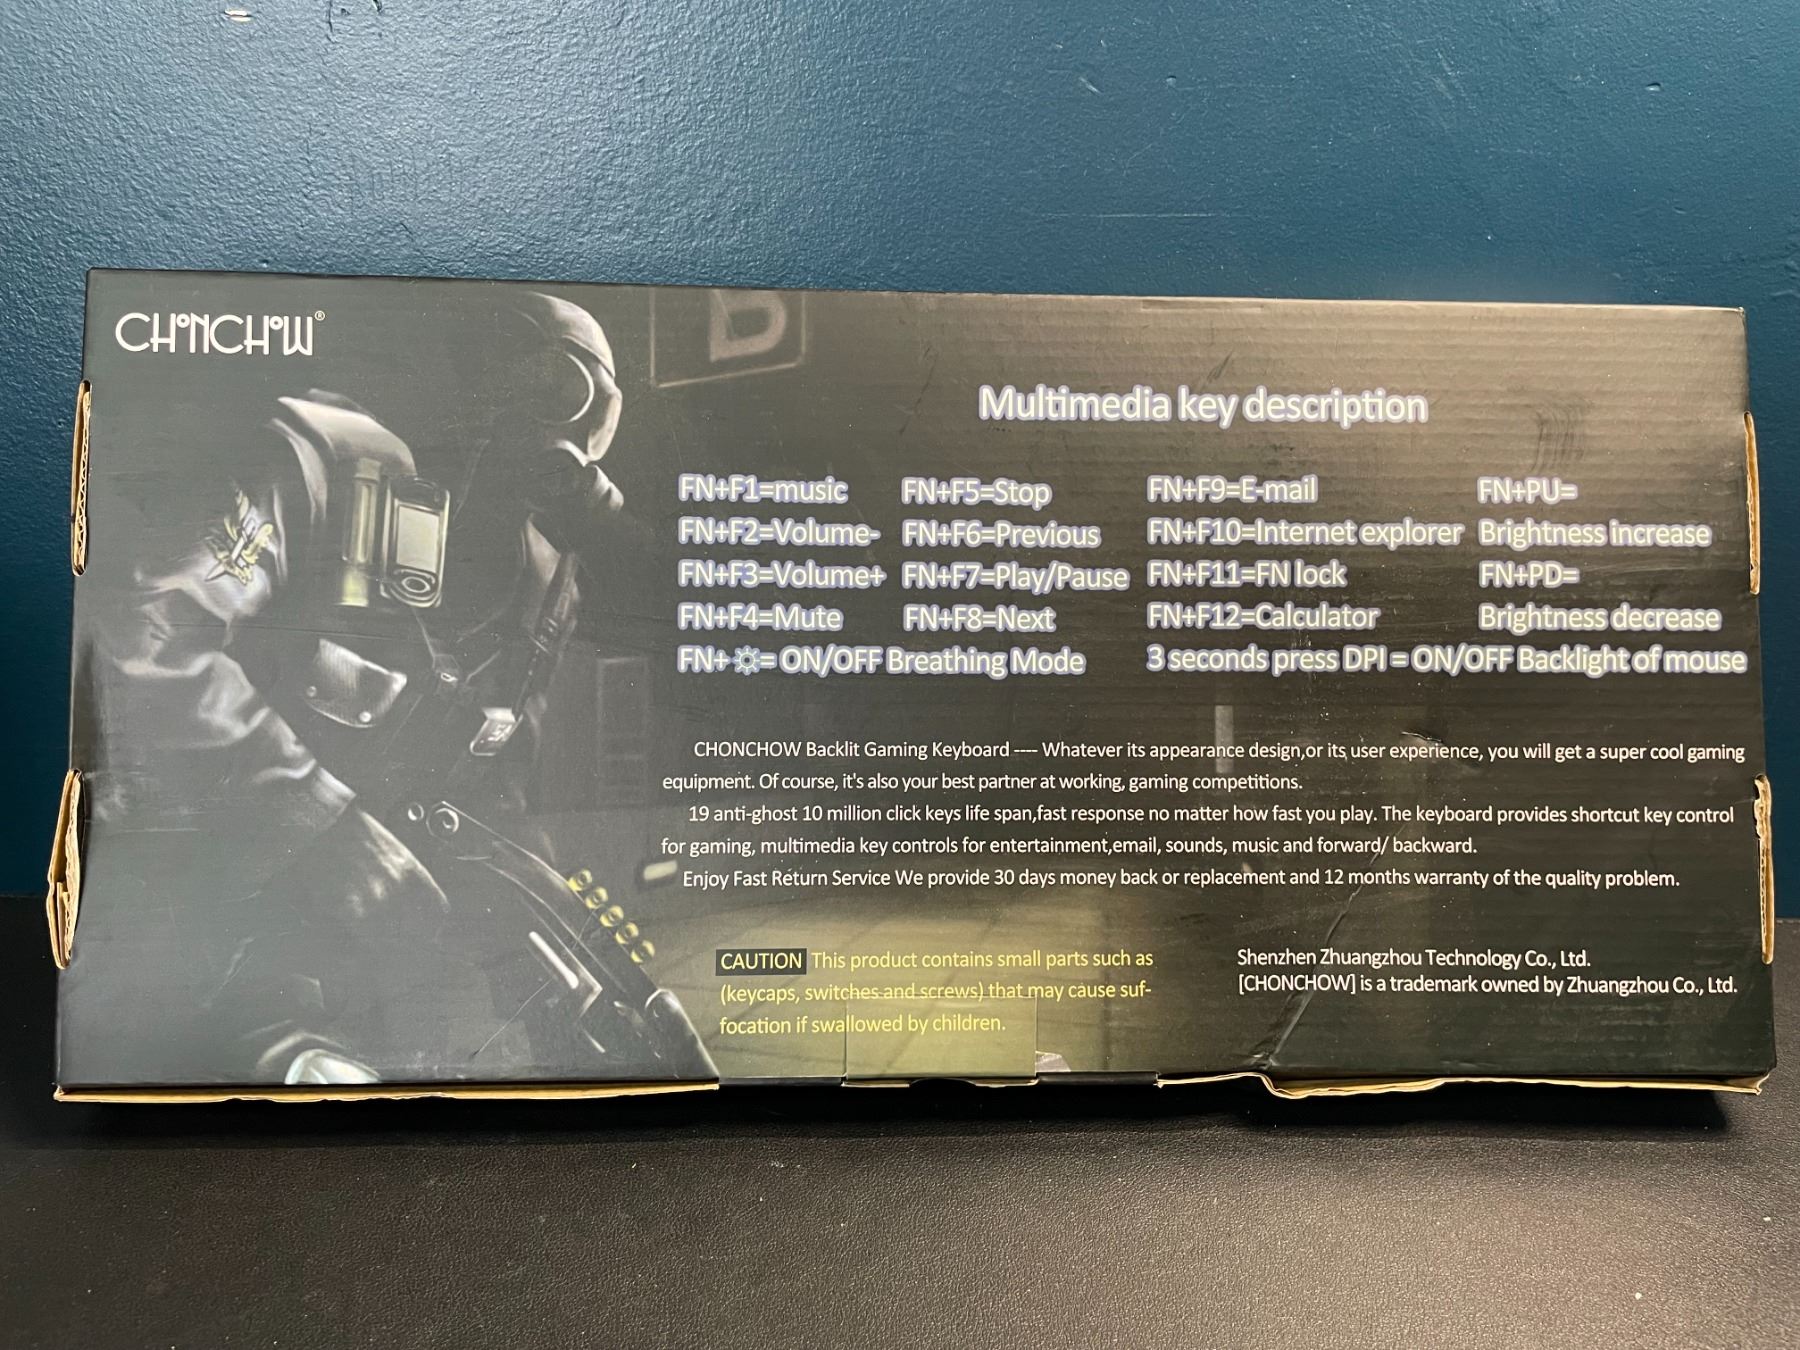 CHONCHOW®
B
Multimedia key description
FN+F1=music FN+F5=Stop FN+F9=E-mail FN+PU=
FN+F2=Volume- FN+F6=Previous FN+F10=Internet explorer Brightness increase
FN+F3=Volume+ FN+F7=Play/Pause FN+F11=FN lock FN+PD=
FN+F4=Mute FN+F8=Next FN+F12=Calculator Brightness decrease
FN+☼= ON/OFF Breathing Mode 3 seconds press DPI = ON/OFF Backlight of mouse
CHONCHOW Backlit Gaming Keyboard ---- Whatever its appearance design,or its user experience, you will get a super cool gaming
equipment. Of course, it's also your best partner at working, gaming competitions.
19 anti-ghost 10 million click keys life span,fast response no matter how fast you play. The keyboard provides shortcut key control
for gaming, multimedia key controls for entertainment,email, sounds, music and forward/ backward.
Enjoy Fast Return Service We provide 30 days money back or replacement and 12 months warranty of the quality problem.
CAUTION This product contains small parts such as
(keycaps, switches and screws) that may cause suf-
focation if swallowed by children.
Shenzhen Zhuangzhou Technology Co., Ltd.
[CHONCHOW] is a trademark owned by Zhuangzhou Co., Ltd.